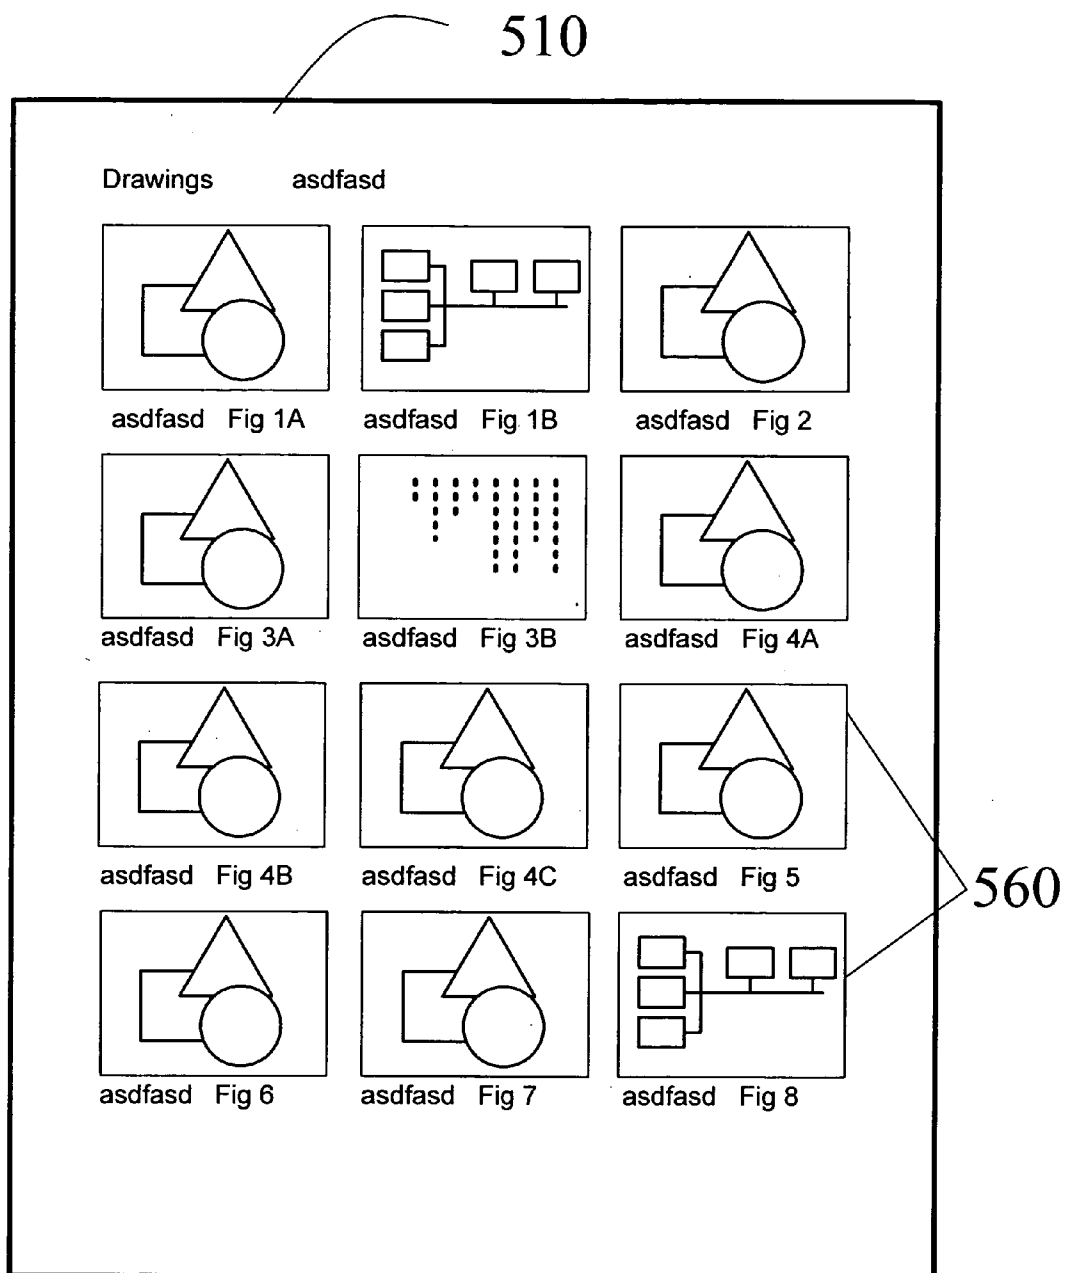 510
Drawings asdfasd
asdfasd Fig 1A asdfasd Fig 1B asdfasd Fig 2
asdfasd Fig 3A asdfasd Fig 3B asdfasd Fig 4A
asdfasd Fig 4B asdfasd Fig 4C asdfasd Fig 5
560
asdfasd Fig 6 asdfasd Fig 7 asdfasd Fig 8